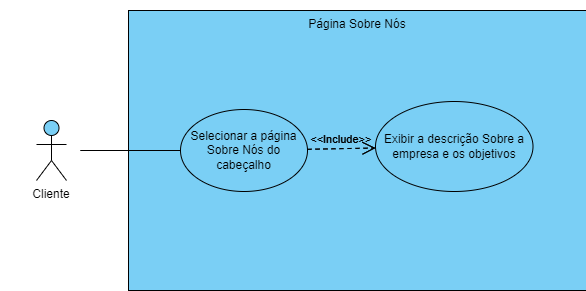 Página Sobre Nós
Selecionar a página
Sobre Nós do
cabeçalho
<<Include>>
Exibir a descrição Sobre a
empresa e os objetivos
Cliente